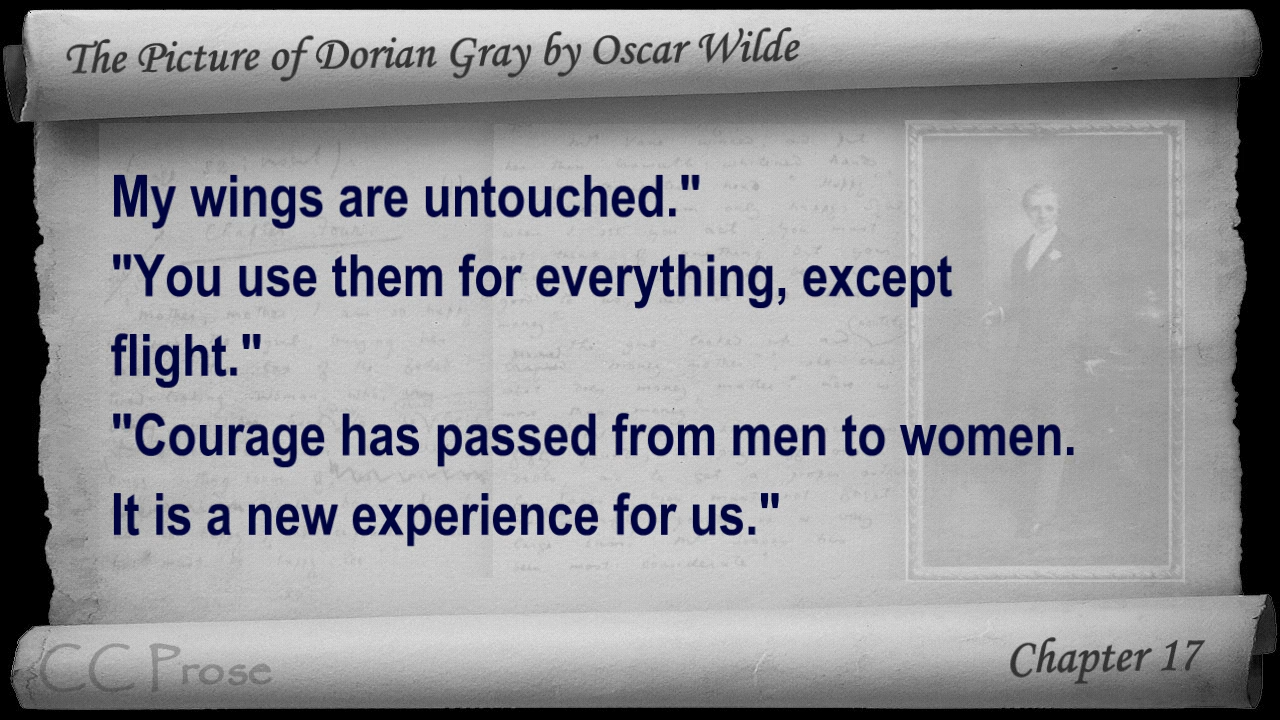 The Picture of Dorian Gray by Oscar Wilde
My wings are untouched."
"You use them for everything, except
flight."
"Courage has passed from men to women.
It is a new experience for us."
CC Prose
Chapter 17